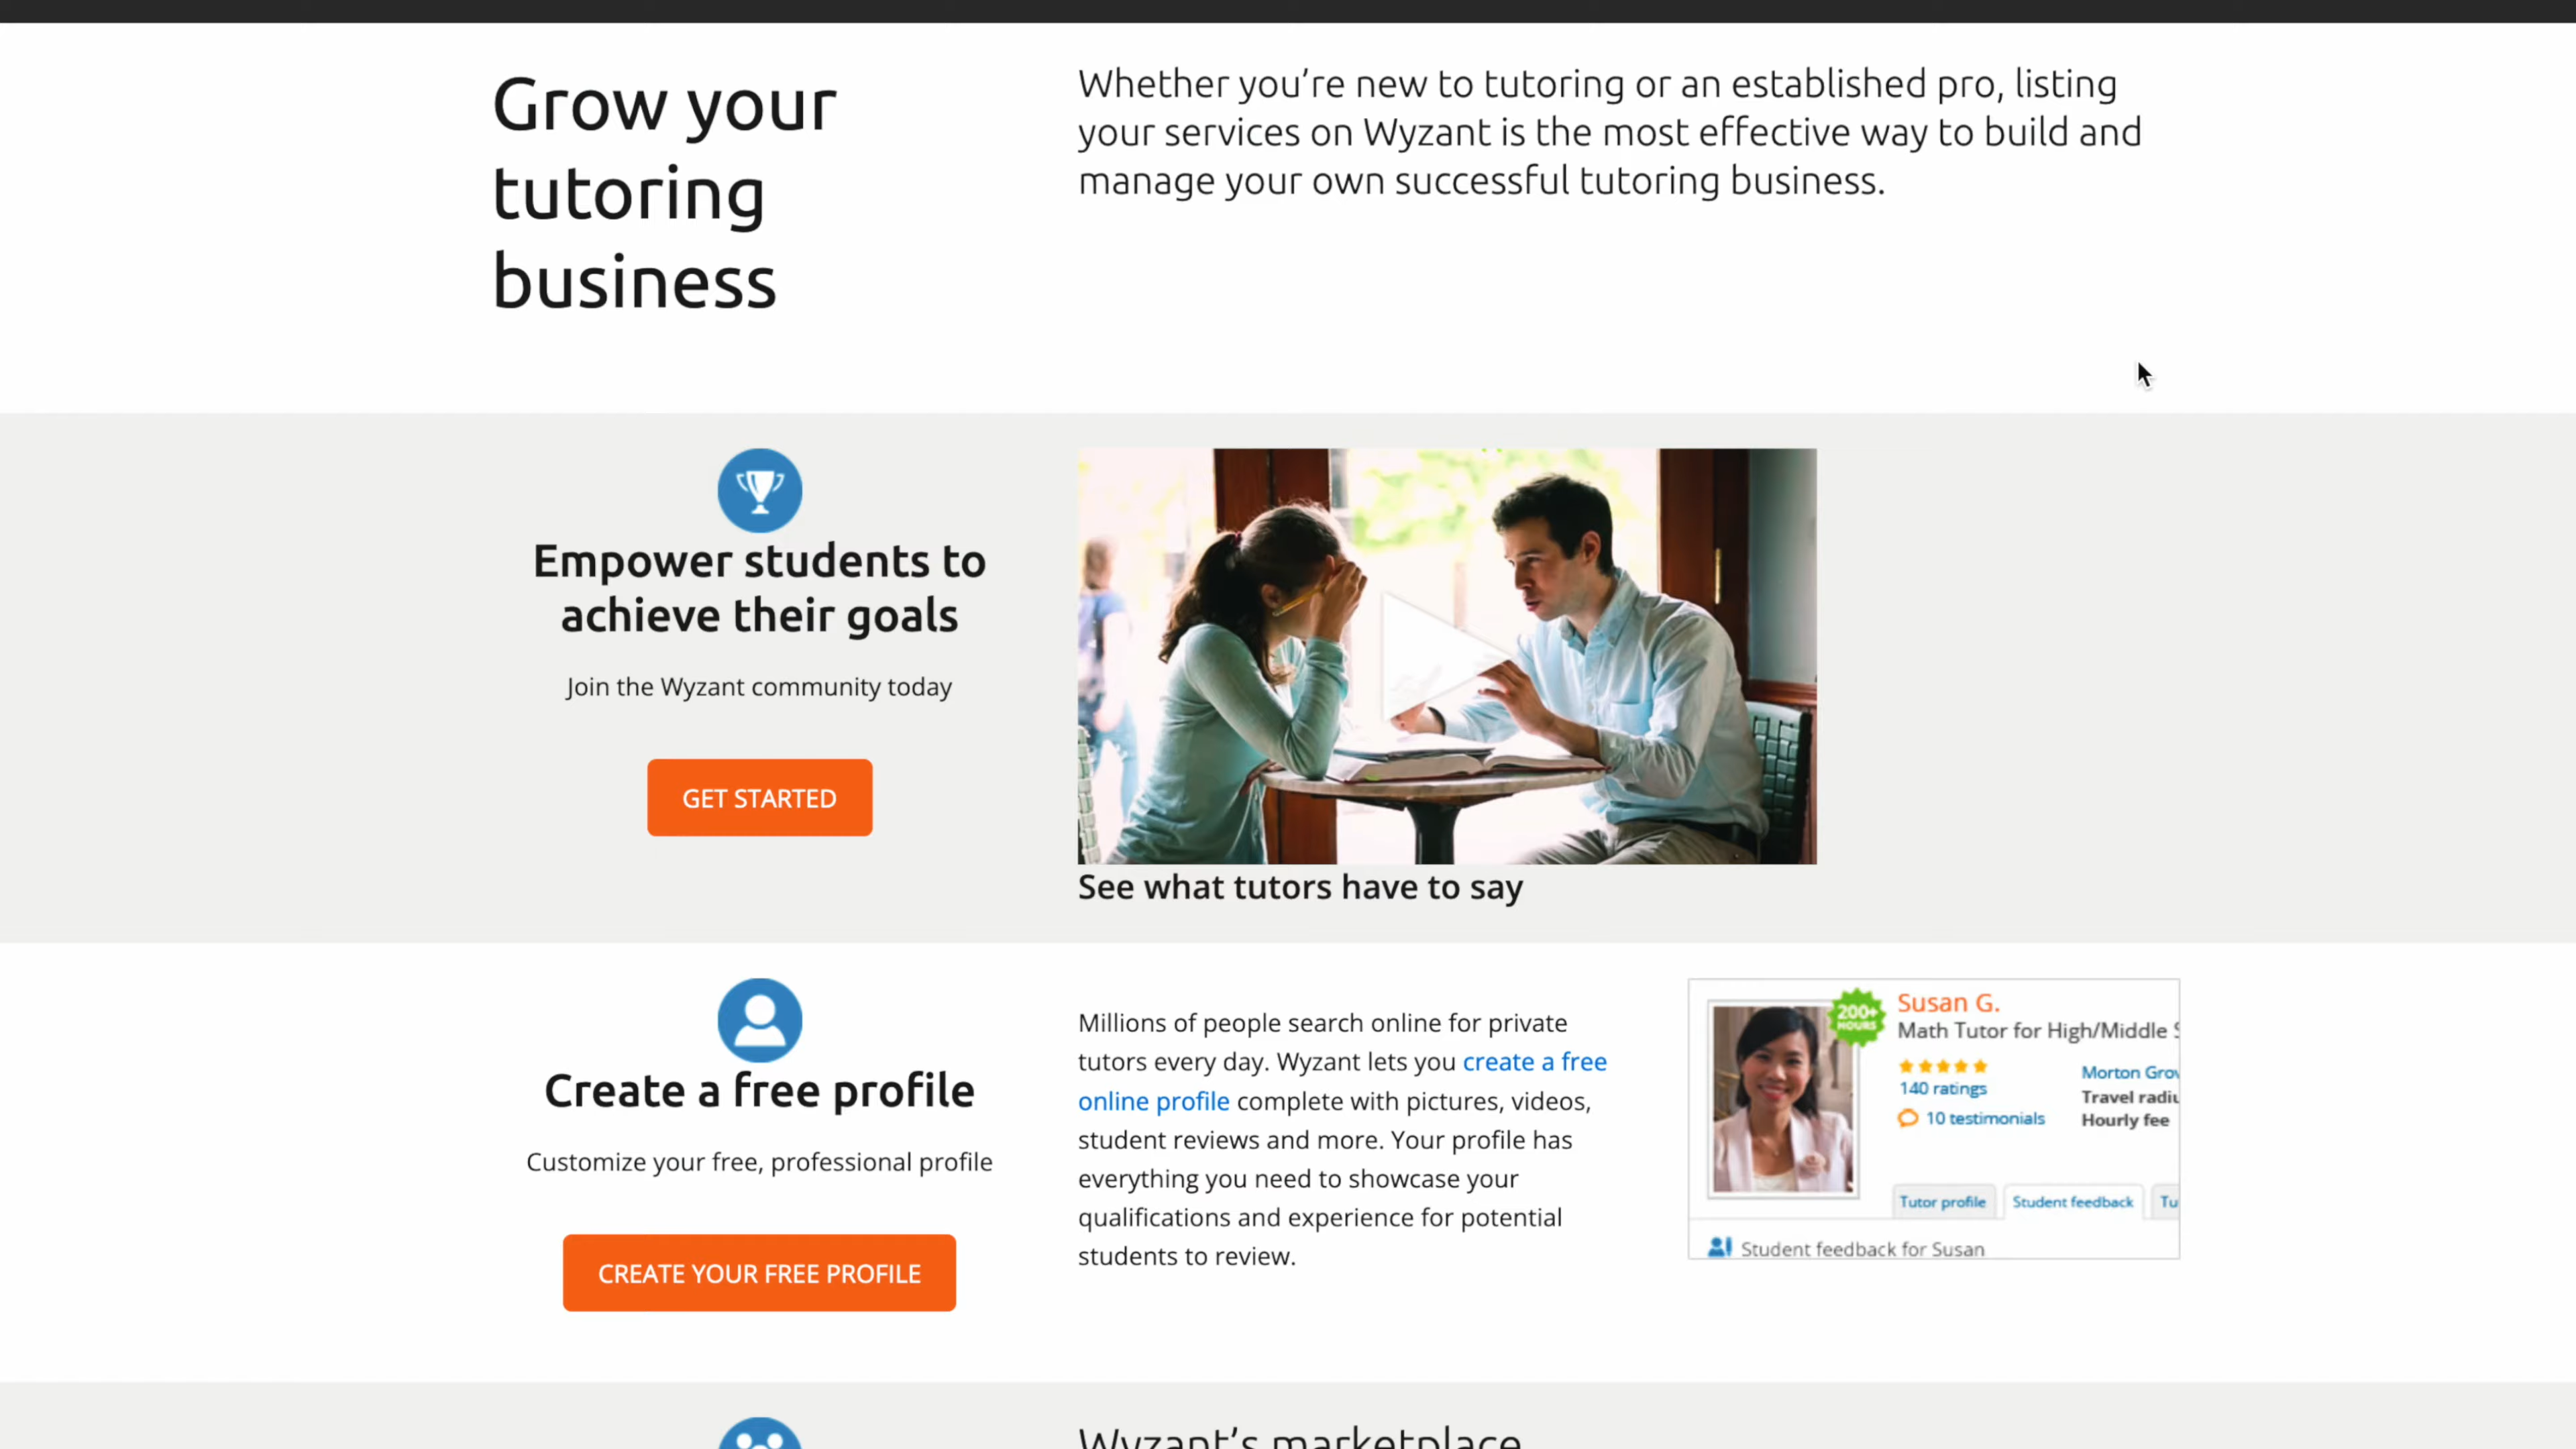 Grow your
tutoring
business
Whether you’re new to tutoring or an established pro, listing
your services on Wyzant is the most effective way to build and
manage your own successful tutoring business.
Empower students to
achieve their goals
Join the Wyzant community today
GET STARTED
See what tutors have to say
Create a free profile
Customize your free, professional profile
CREATE YOUR FREE PROFILE
Millions of people search online for private
tutors every day. Wyzant lets you create a free
online profile complete with pictures, videos,
student reviews and more. Your profile has
everything you need to showcase your
qualifications and experience for potential
students to review.
200+
HOURS
Susan G.
Math Tutor for High/Middle
140 ratings
10 testimonials
Morton Grov
Travel radiu
Hourly fee
Tutor profile
Student feedback
Tu
Student feedback for Susan
Wyzant’s marketplace